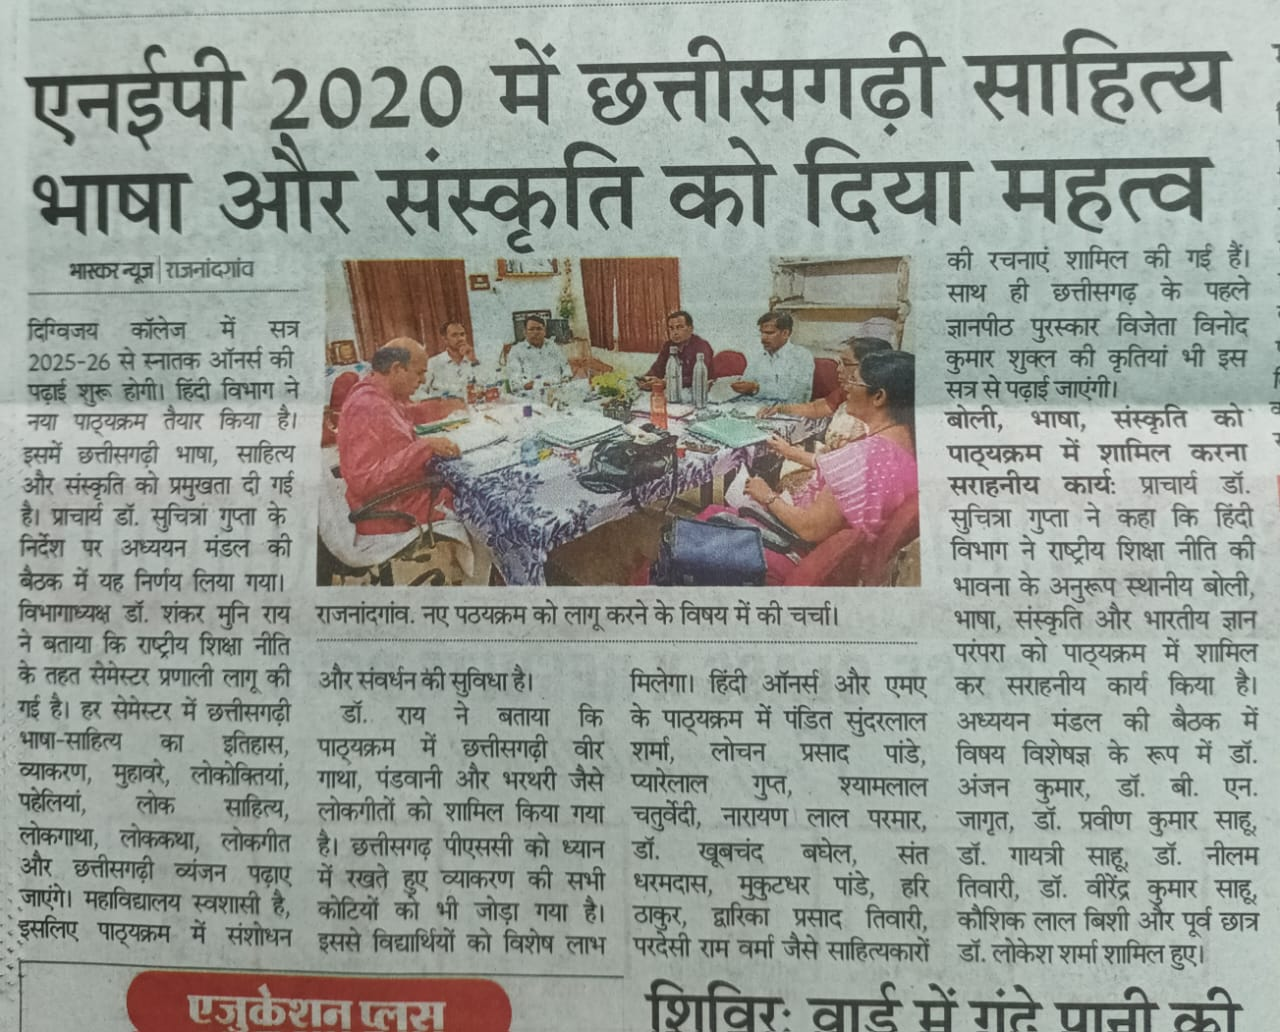 एनईपी 2020 में छत्तीसगढ़ी साहित्य
भाषा और संस्कृति को दिया महत्व
भास्कर न्यूज | राजनांदगांव
दिग्विजय कॉलेज में सत्र
2025-26 से स्नातक ऑनर्स की
पढ़ाई शुरू होगी। हिंदी विभाग ने
नया पाठ्यक्रम तैयार किया है।
इसमें छत्तीसगढ़ी भाषा, साहित्य
और संस्कृति को प्रमुखता दी गई
है। प्राचार्य डॉ. सुचित्रा गुप्ता के
निर्देश पर अध्ययन मंडल की
बैठक में यह निर्णय लिया गया।
विभागाध्यक्ष डॉ. शंकर मुनि राय
ने बताया कि राष्ट्रीय शिक्षा नीति
के तहत सेमेस्टर प्रणाली लागू की
गई है। हर सेमेस्टर में छत्तीसगढ़ी
भाषा-साहित्य का इतिहास,
व्याकरण, मुहावरे, लोकोक्तियां,
पहेलियां, लोक साहित्य,
लोकगाथा, लोककथा, लोकगीत
और छत्तीसगढ़ी व्यंजन पढ़ाए
जाएंगे। महाविद्यालय स्वशासी है,
इसलिए पाठ्यक्रम में संशोधन
राजनांदगांव. नए पठयक्रम को लागू करने के विषय में की चर्चा।
और संवर्धन की सुविधा है।
डॉ. राय ने बताया कि
पाठ्यक्रम में छत्तीसगढ़ी वीर
गाथा, पंडवानी और भरथरी जैसे
लोकगीतों को शामिल किया गया
है। छत्तीसगढ़ पीएससी को ध्यान
में रखते हुए व्याकरण की सभी
कोटियों को भी जोड़ा गया है।
इससे विद्यार्थियों को विशेष लाभ
मिलेगा। हिंदी ऑनर्स और एमए
के पाठ्यक्रम में पंडित सुंदरलाल
शर्मा, लोचन प्रसाद पांडे,
प्यारेलाल गुप्त, श्यामलाल
चतुर्वेदी, नारायण लाल परमार,
डॉ. खूबचंद बघेल, संत
धरमदास, मुकुटधर पांडे, हरि
ठाकुर, द्वारिका प्रसाद तिवारी,
परदेसी राम वर्मा जैसे साहित्यकारों
की रचनाएं शामिल की गई हैं।
साथ ही छत्तीसगढ़ के पहले
ज्ञानपीठ पुरस्कार विजेता विनोद
कुमार शुक्ल की कृतियां भी इस
सत्र से पढ़ाई जाएंगी।
बोली, भाषा, संस्कृति को
पाठ्यक्रम में शामिल करना
सराहनीय कार्य: प्राचार्य डॉ.
सुचित्रा गुप्ता ने कहा कि हिंदी
विभाग ने राष्ट्रीय शिक्षा नीति की
भावना के अनुरूप स्थानीय बोली,
भाषा, संस्कृति और भारतीय ज्ञान
परंपरा को पाठ्यक्रम में शामिल
कर सराहनीय कार्य किया है।
अध्ययन मंडल की बैठक में
विषय विशेषज्ञ के रूप में डॉ.
अंजन कुमार, डॉ. बी. एन.
जागृत, डॉ. प्रवीण कुमार साहू,
डॉ. गायत्री साहू, डॉ. नीलम
तिवारी, डॉ. वीरेंद्र कुमार साहू,
कौशिक लाल बिशी और पूर्व छात्र
डॉ. लोकेश शर्मा शामिल हुए।
एजुकेशन प्लस
शिविर: वार्ड में गंदे पानी की